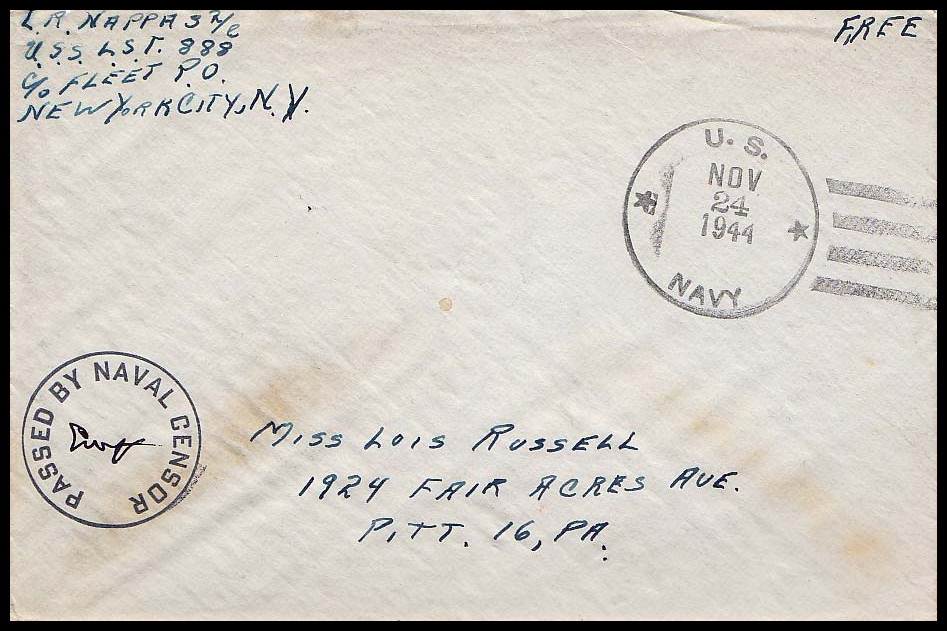 L.R. NAPPA S 2/c
U.S.S. L.S.T. 888
C/o FLEET P.O.
NEW YORK CITY, N.Y.
FREE
U. S.
NOV
24
1944
NAVY
PASSED BY NAVAL CENSOR
MISS LOIS RUSSELL
1924 FAIR ACRES AVE.
PITT. 16, PA.